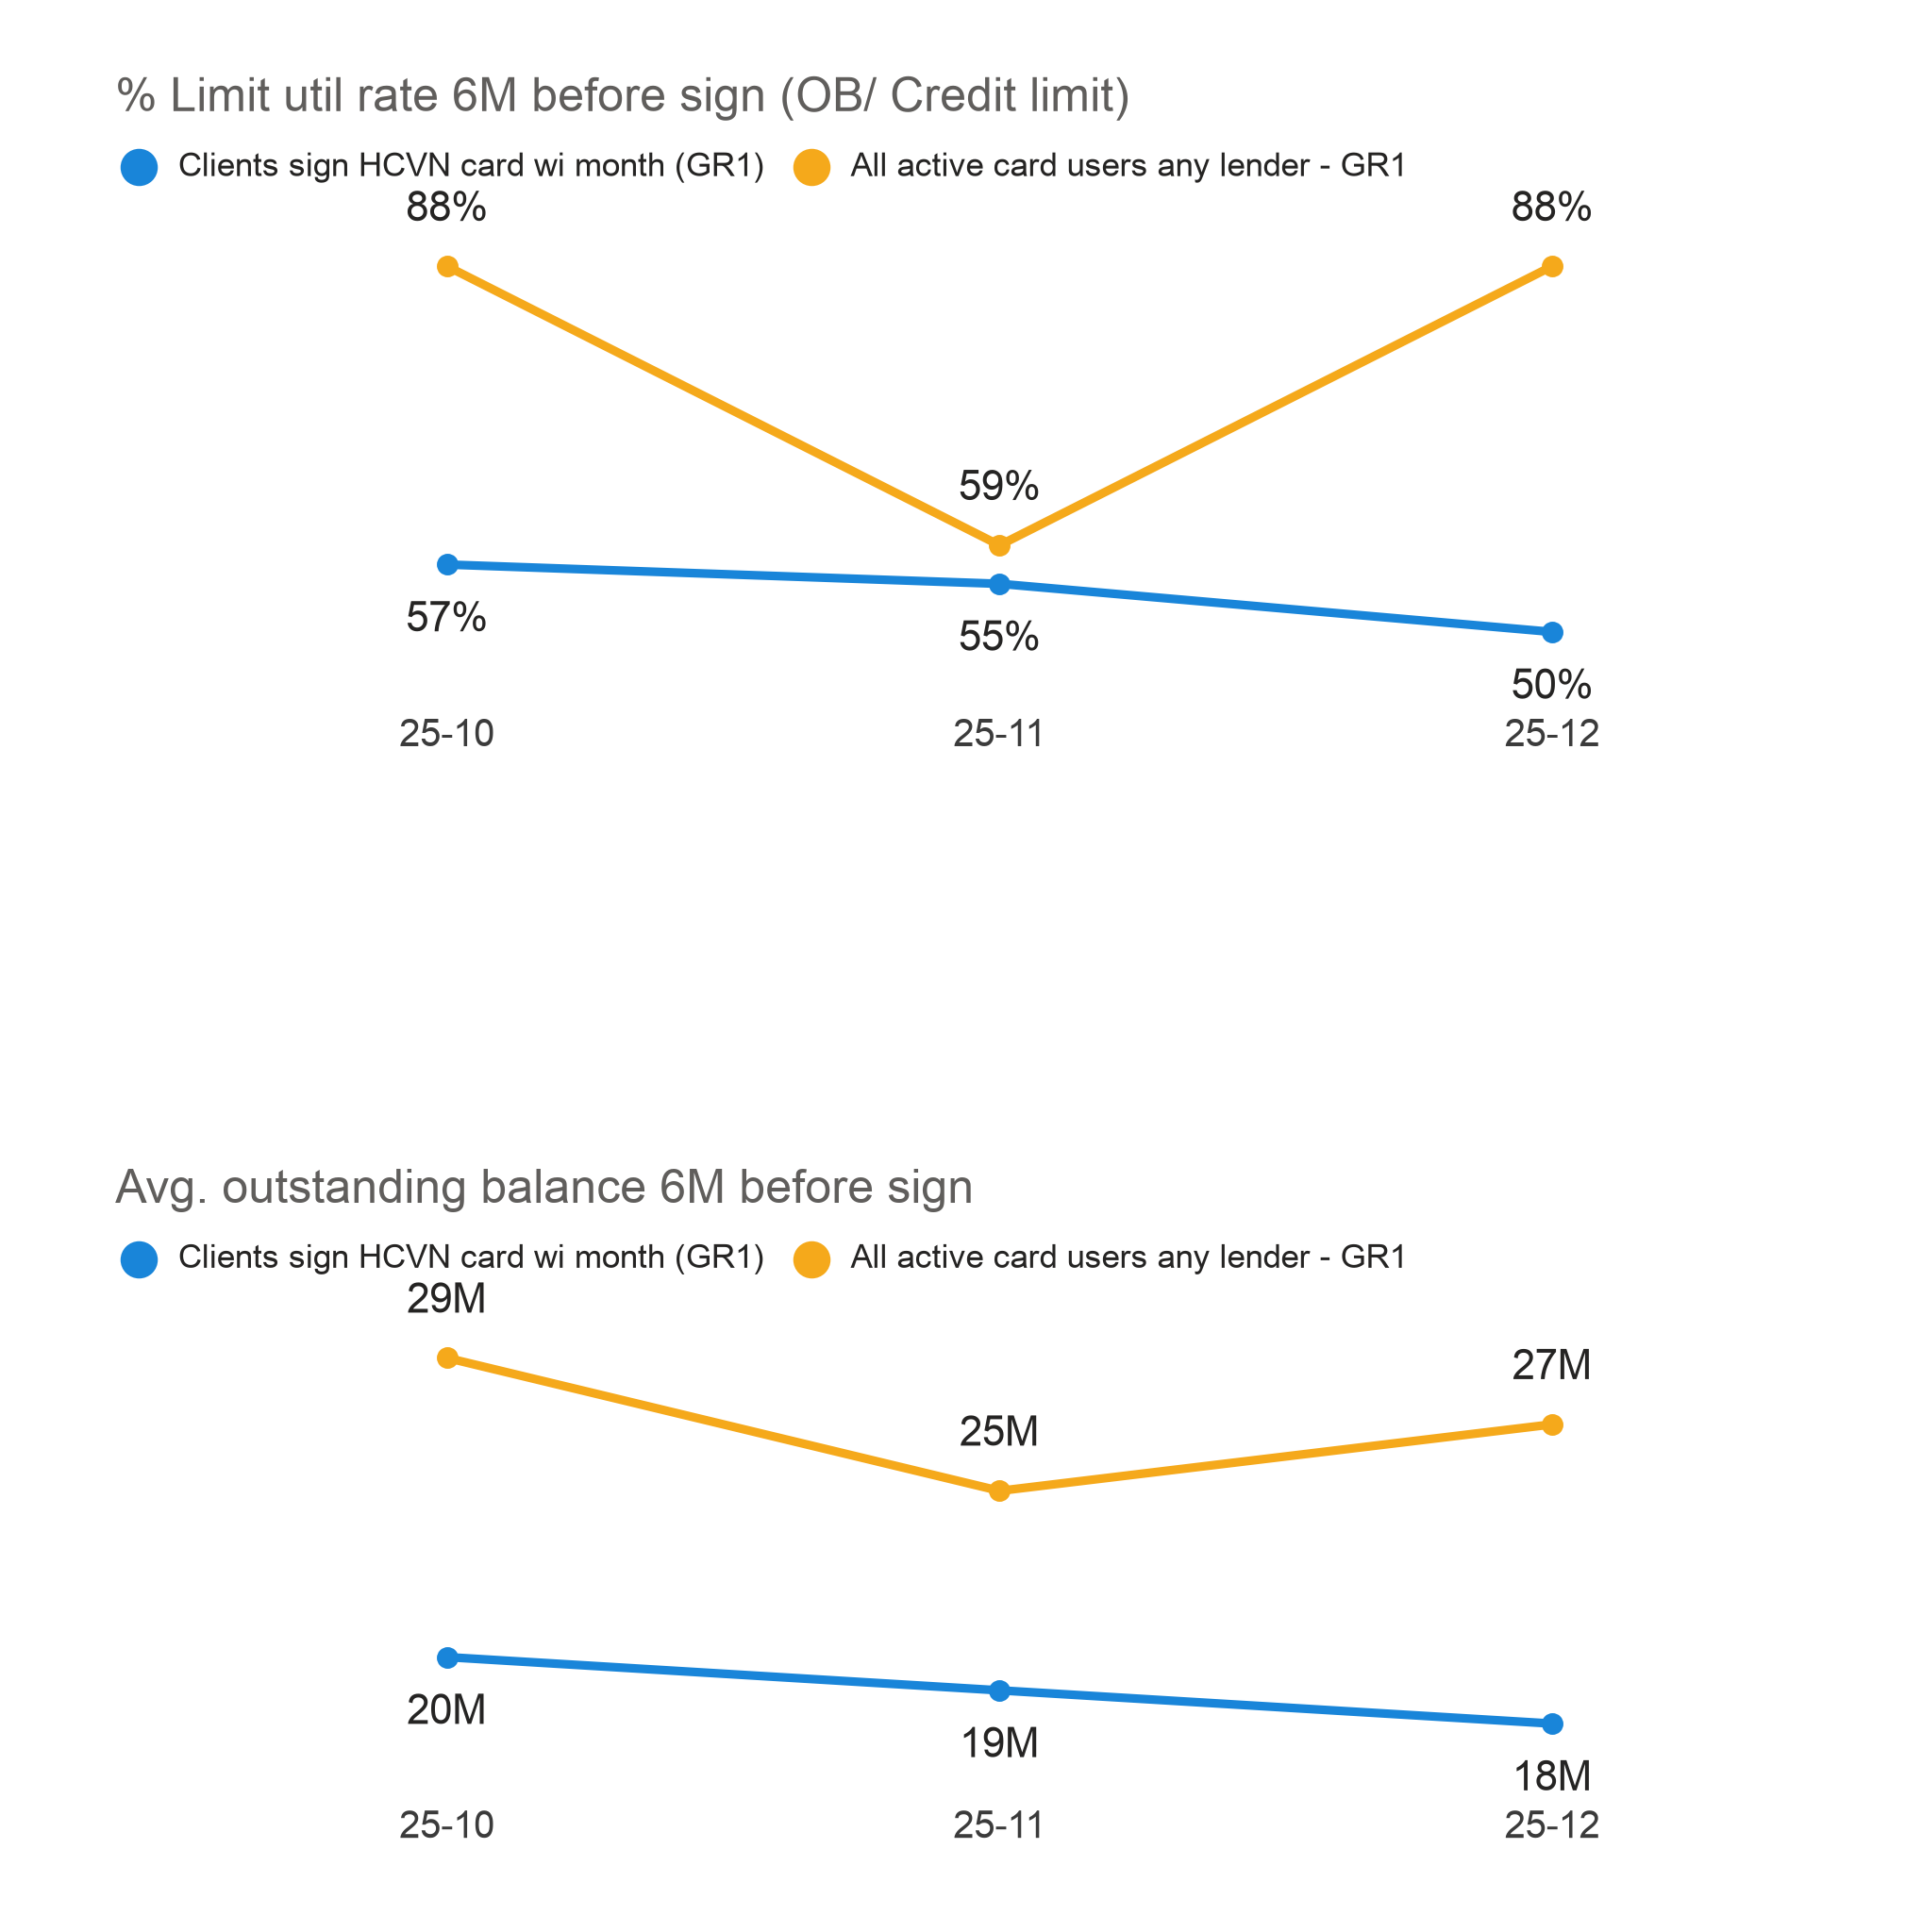 % Limit util rate 6M before sign (OB/ Credit limit)
Clients sign HCVN card wi month (GR1) All active card users any lender - GR1
88% 88%
59%
57% 55% 50%
25-10 25-11 25-12
Avg. outstanding balance 6M before sign
Clients sign HCVN card wi month (GR1) All active card users any lender - GR1
29M 25M 27M
20M 19M 18M
25-10 25-11 25-12